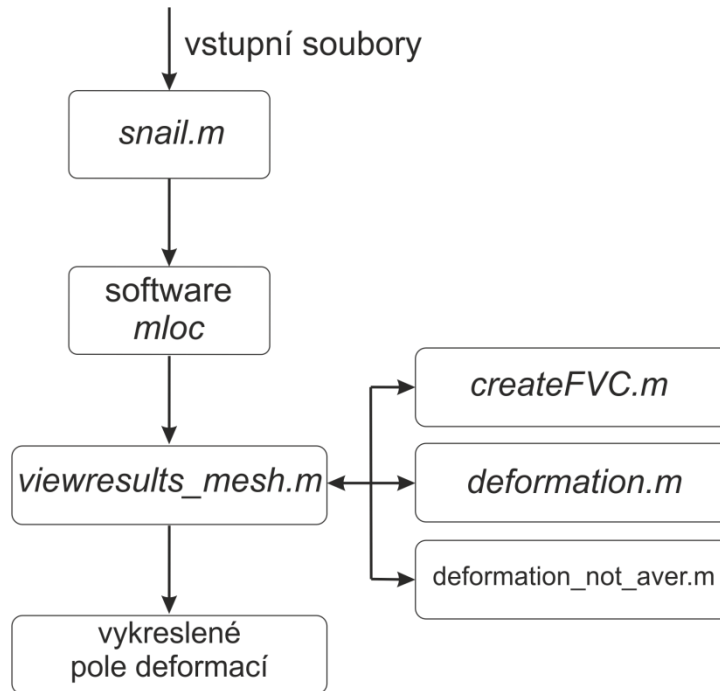 vstupní soubory
snail.m
software
mloc
createFVC.m
viewresults_mesh.m
deformation.m
deformation_not_aver.m
vykreslené
pole deformací